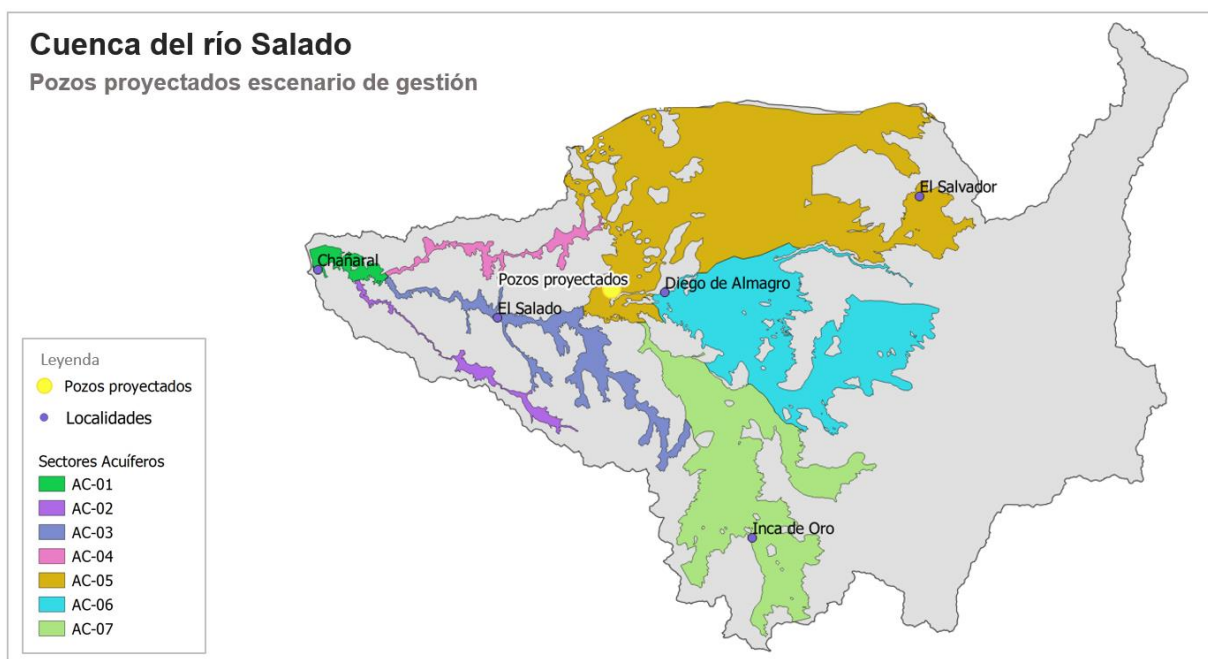 Cuenca del río Salado
Pozos proyectados escenario de gestión
El Salvador
Chañaral
Pozos proyectados
Diego de Almagro
El Salado
Inca de Oro
Leyenda
Pozos proyectados
Localidades
Sectores Acuíferos
AC-01
AC-02
AC-03
AC-04
AC-05
AC-06
AC-07